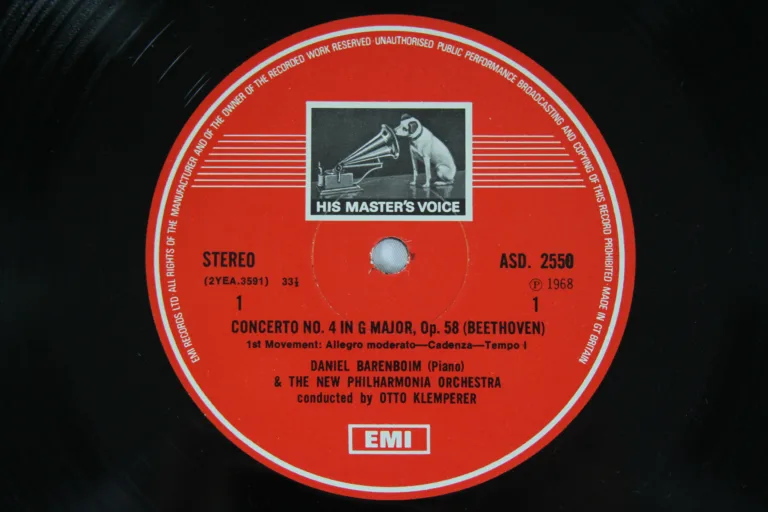 EMI RECORDS LTD ALL RIGHTS OF THE MANUFACTURER AND OF THE OWNER OF THE RECORDED WORK RESERVED · UNAUTHORISED PUBLIC PERFORMANCE BROADCASTING AND COPYING OF THIS RECORD PROHIBITED · MADE IN GT BRITAIN
HIS MASTER'S VOICE
STEREO ASD. 2550
(2YEA.3591) 33⅓ ℗ 1968
1 1
CONCERTO NO. 4 IN G MAJOR, Op. 58 (BEETHOVEN)
1st Movement: Allegro moderato—Cadenza—Tempo I
DANIEL BARENBOIM (Piano)
& THE NEW PHILHARMONIA ORCHESTRA
conducted by OTTO KLEMPERER
EMI